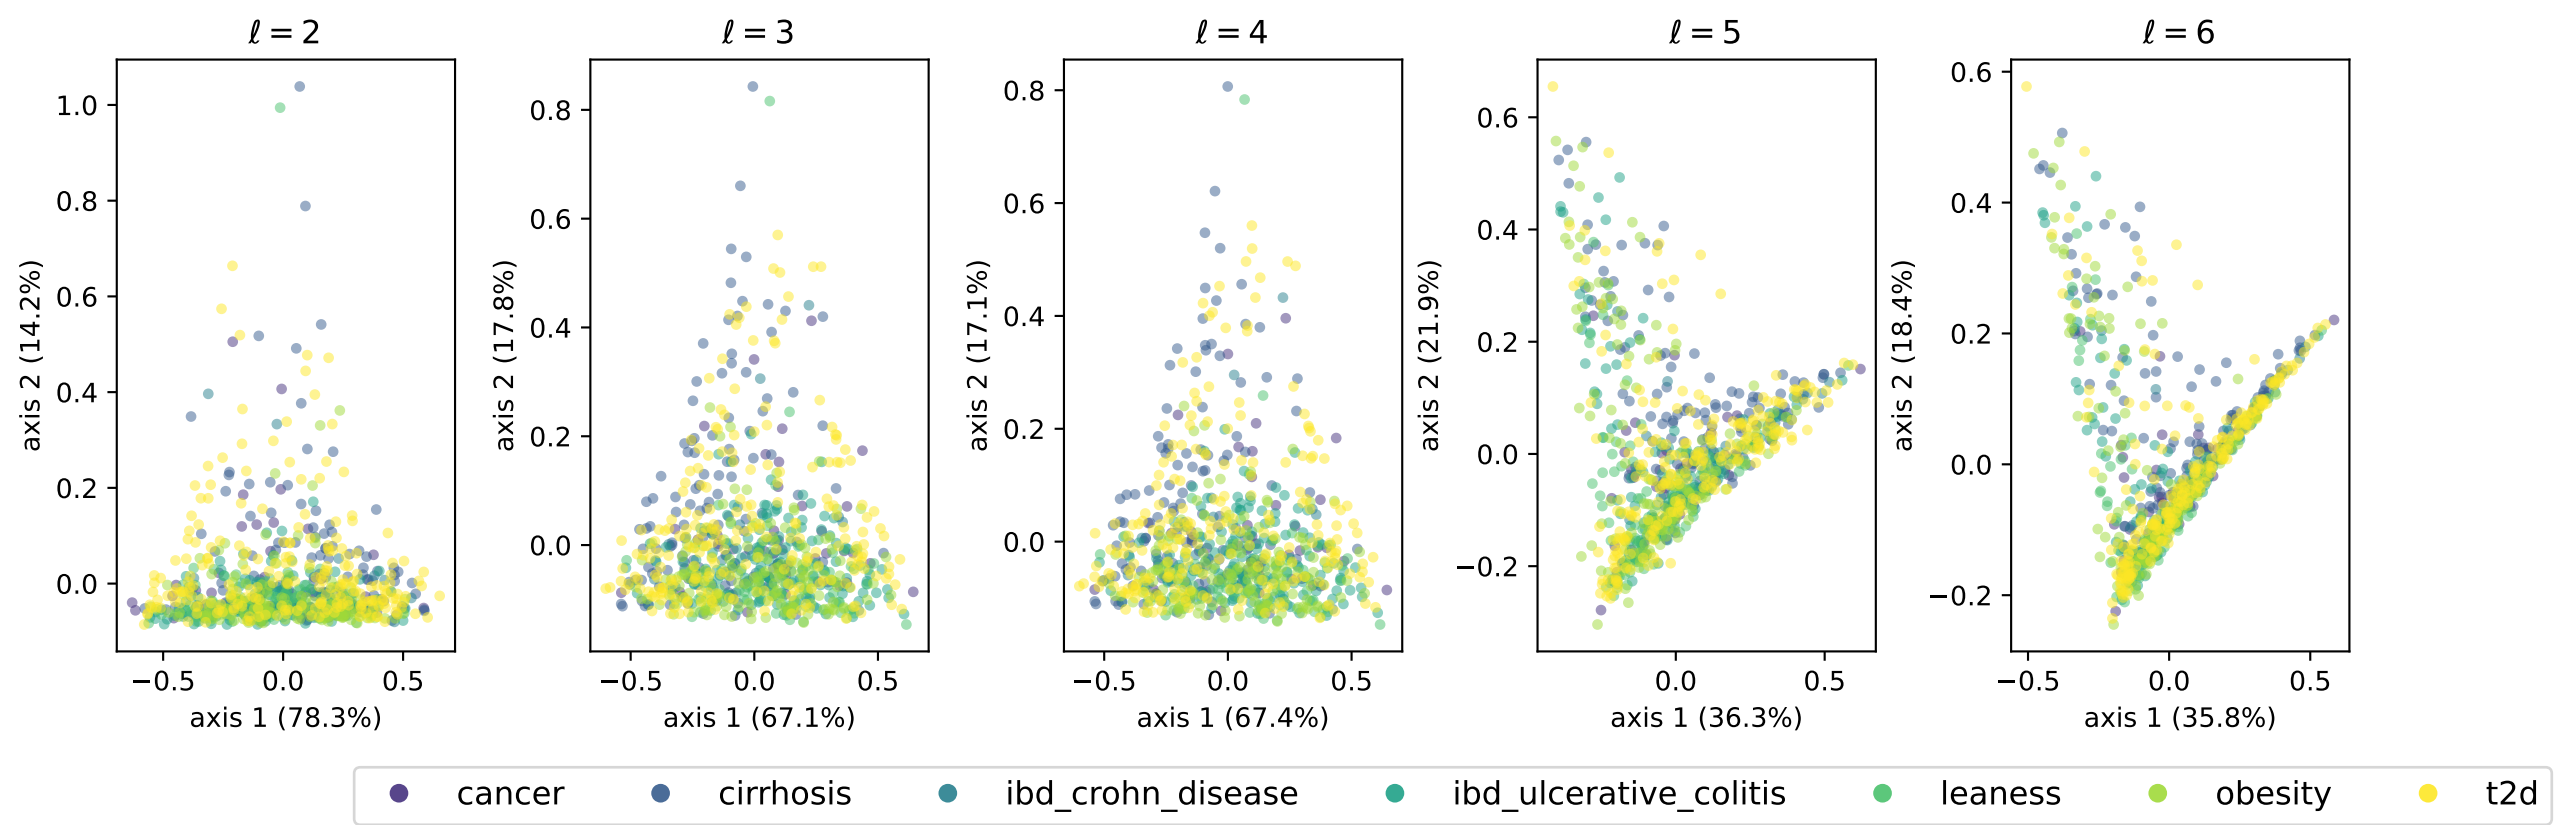 ℓ = 2
ℓ = 3
ℓ = 4
ℓ = 5
ℓ = 6
axis 2 (14.2%)
1.0
0.8
0.6
0.4
0.2
0.0
−0.5 0.0 0.5
axis 1 (78.3%)
axis 2 (17.8%)
0.8
0.6
0.4
0.2
0.0
−0.5 0.0 0.5
axis 1 (67.1%)
axis 2 (17.1%)
0.8
0.6
0.4
0.2
0.0
−0.5 0.0 0.5
axis 1 (67.4%)
axis 2 (21.9%)
0.6
0.4
0.2
0.0
−0.2
0.0 0.5
axis 1 (36.3%)
axis 2 (18.4%)
0.6
0.4
0.2
0.0
−0.2
−0.5 0.0 0.5
axis 1 (35.8%)
cancer cirrhosis ibd_crohn_disease ibd_ulcerative_colitis leaness obesity t2d